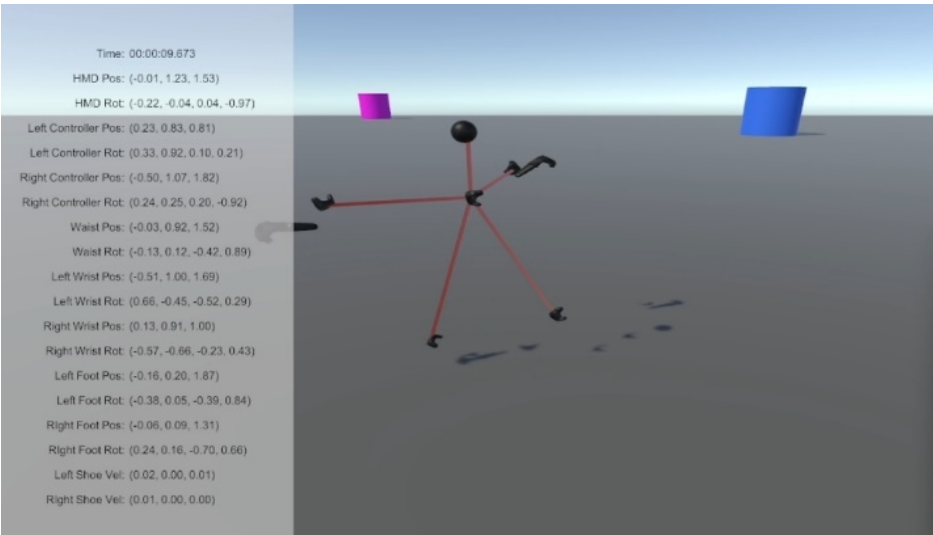 Time: 00:00:09.673
HMD Pos: (-0.01, 1.23, 1.53)
HMD Rot: (-0.22, -0.04, 0.04, -0.97)
Left Controller Pos: (0.23, 0.83, 0.81)
Left Controller Rot: (0.33, 0.92, 0.10, 0.21)
Right Controller Pos: (-0.50, 1.07, 1.82)
Right Controller Rot: (0.24, 0.25, 0.20, -0.92)
Waist Pos: (-0.03, 0.92, 1.52)
Waist Rot: (-0.13, 0.12, -0.42, 0.89)
Left Wrist Pos: (-0.51, 1.00, 1.69)
Left Wrist Rot: (0.66, -0.45, -0.52, 0.29)
Right Wrist Pos: (0.13, 0.91, 1.00)
Right Wrist Rot: (-0.57, -0.66, -0.23, 0.43)
Left Foot Pos: (-0.16, 0.20, 1.87)
Left Foot Rot: (-0.38, 0.05, -0.39, 0.84)
Right Foot Pos: (-0.06, 0.09, 1.31)
Right Foot Rot: (0.24, 0.16, -0.70, 0.66)
Left Shoe Vel: (0.02, 0.00, 0.01)
Right Shoe Vel: (0.01, 0.00, 0.00)